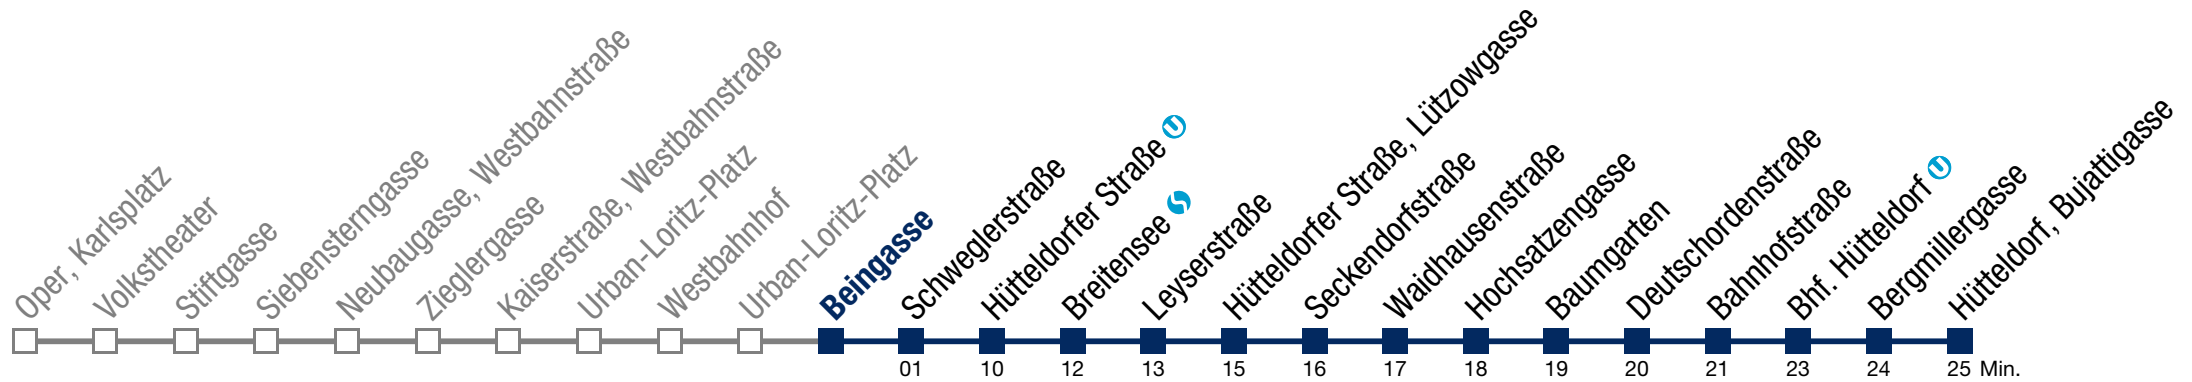 Oper, Karlsplatz
Volkstheater
Stiftgasse
Siebensterngasse
Neubaugasse, Westbahnstraße
Zieglergasse
Kaiserstraße, Westbahnstraße
Urban-Loritz-Platz
Westbahnhof
Urban-Loritz-Platz
Beingasse
Schweglerstraße
Hütteldorfer Straße U
Breitensee S
Leyserstraße
Hütteldorfer Straße, Lützowgasse
Seckendorfstraße
Waidhausenstraße
Hochsatzengasse
Baumgarten
Deutschordenstraße
Bahnhofstraße
Bhf. Hütteldorf U
Bergmillergasse
Hütteldorf, Bujattigasse
01 10 12 13 15 16 17 18 19 20 21 23 24 25 Min.